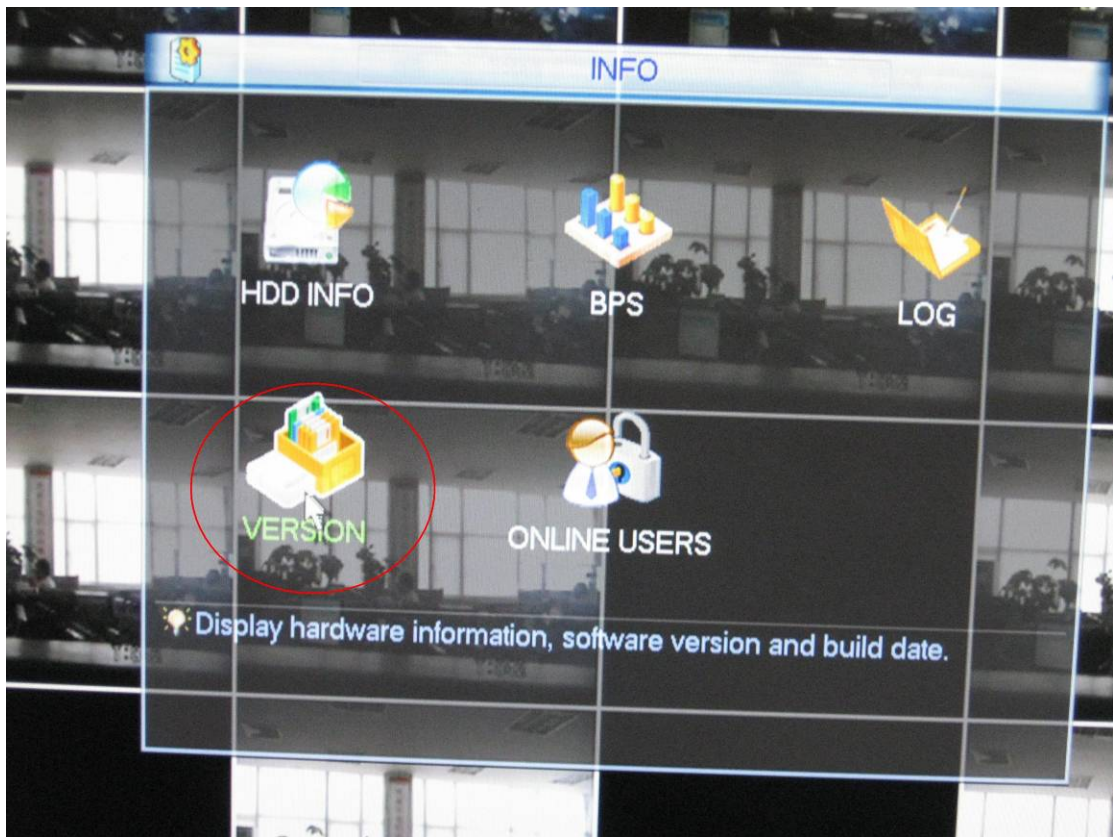 INFO
HDD INFO
BPS
LOG
VERSION
ONLINE USERS
Display hardware information, software version and build date.